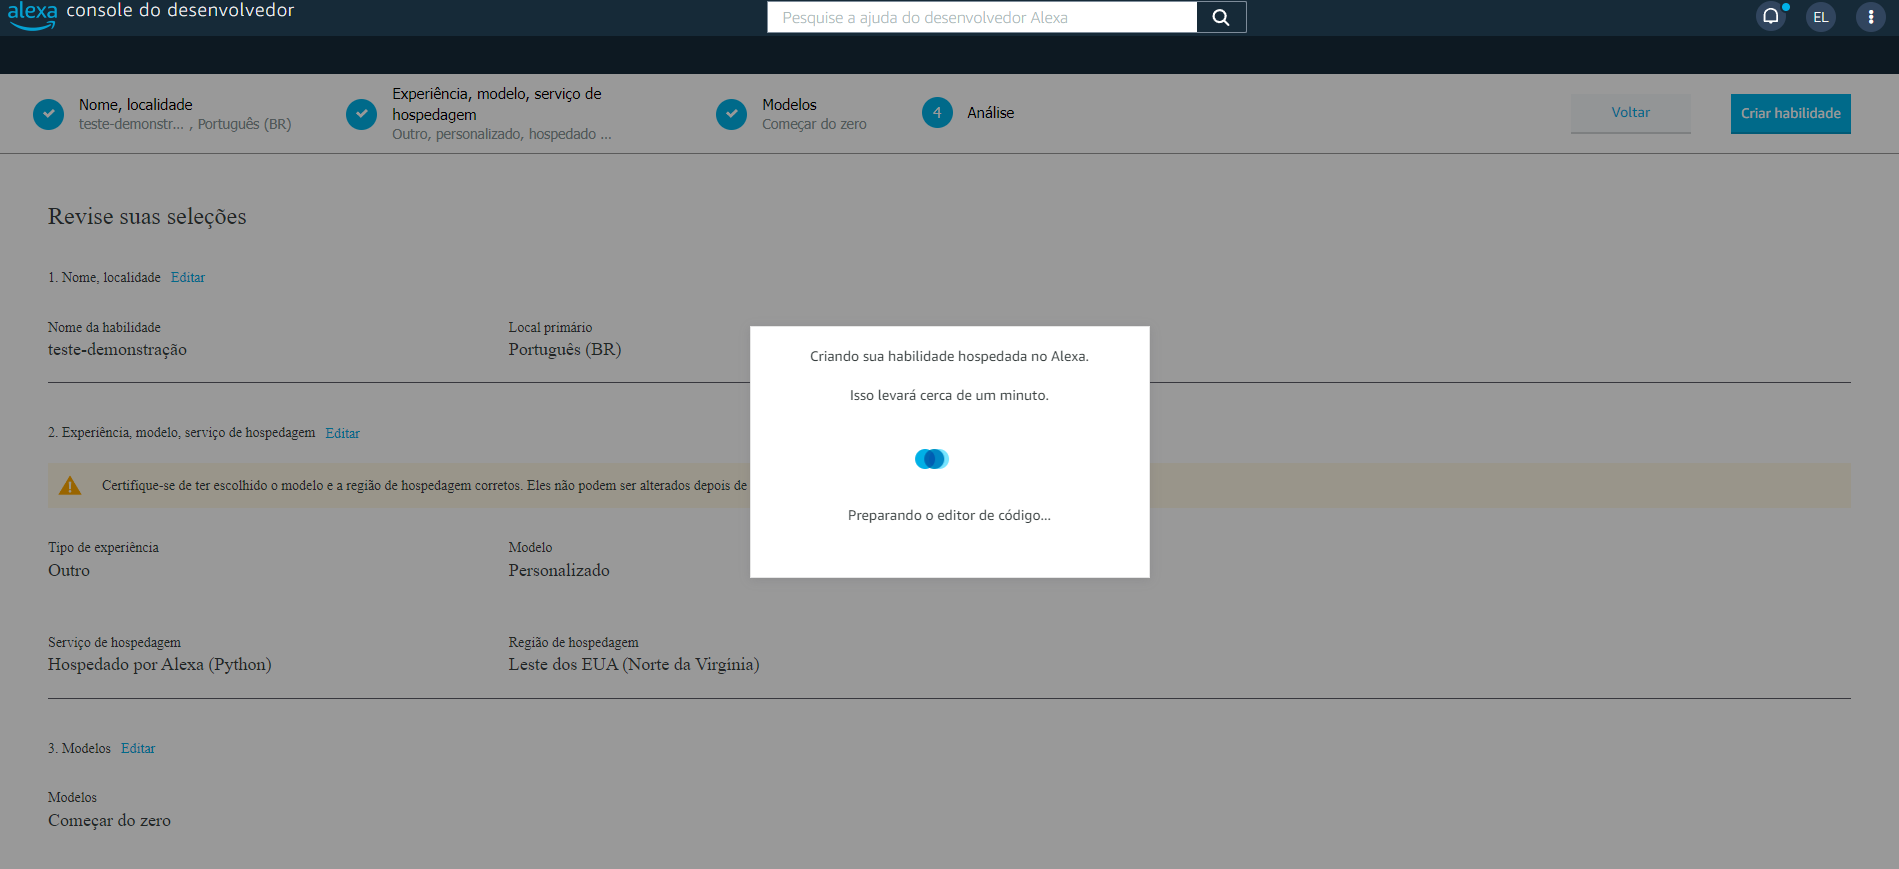 alexa console do desenvolvedor
Pesquise a ajuda do desenvolvedor Alexa
EL
Nome, localidade
teste-demonstr... , Português (BR)
Experiência, modelo, serviço de
hospedagem
Outro, personalizado, hospedado ...
Modelos
Começar do zero
4 Análise
Voltar
Criar habilidade
Revise suas seleções
1. Nome, localidade Editar
Nome da habilidade
teste-demonstração
Local primário
Português (BR)
2. Experiência, modelo, serviço de hospedagem Editar
Certifique-se de ter escolhido o modelo e a região de hospedagem corretos. Eles não podem ser alterados depois de
Tipo de experiência
Outro
Modelo
Personalizado
Serviço de hospedagem
Hospedado por Alexa (Python)
Região de hospedagem
Leste dos EUA (Norte da Virgínia)
3. Modelos Editar
Modelos
Começar do zero
Criando sua habilidade hospedada no Alexa.
Isso levará cerca de um minuto.
Preparando o editor de código...